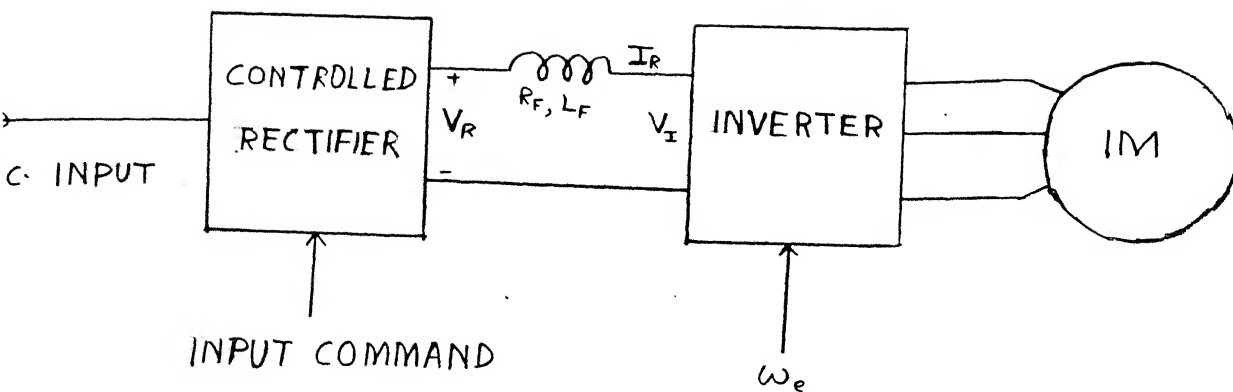 CONTROLLED
RECTIFIER
C. INPUT
INPUT COMMAND
+
V_R
-
R_F, L_F
I_R
V_I
INVERTER
ω_e
IM